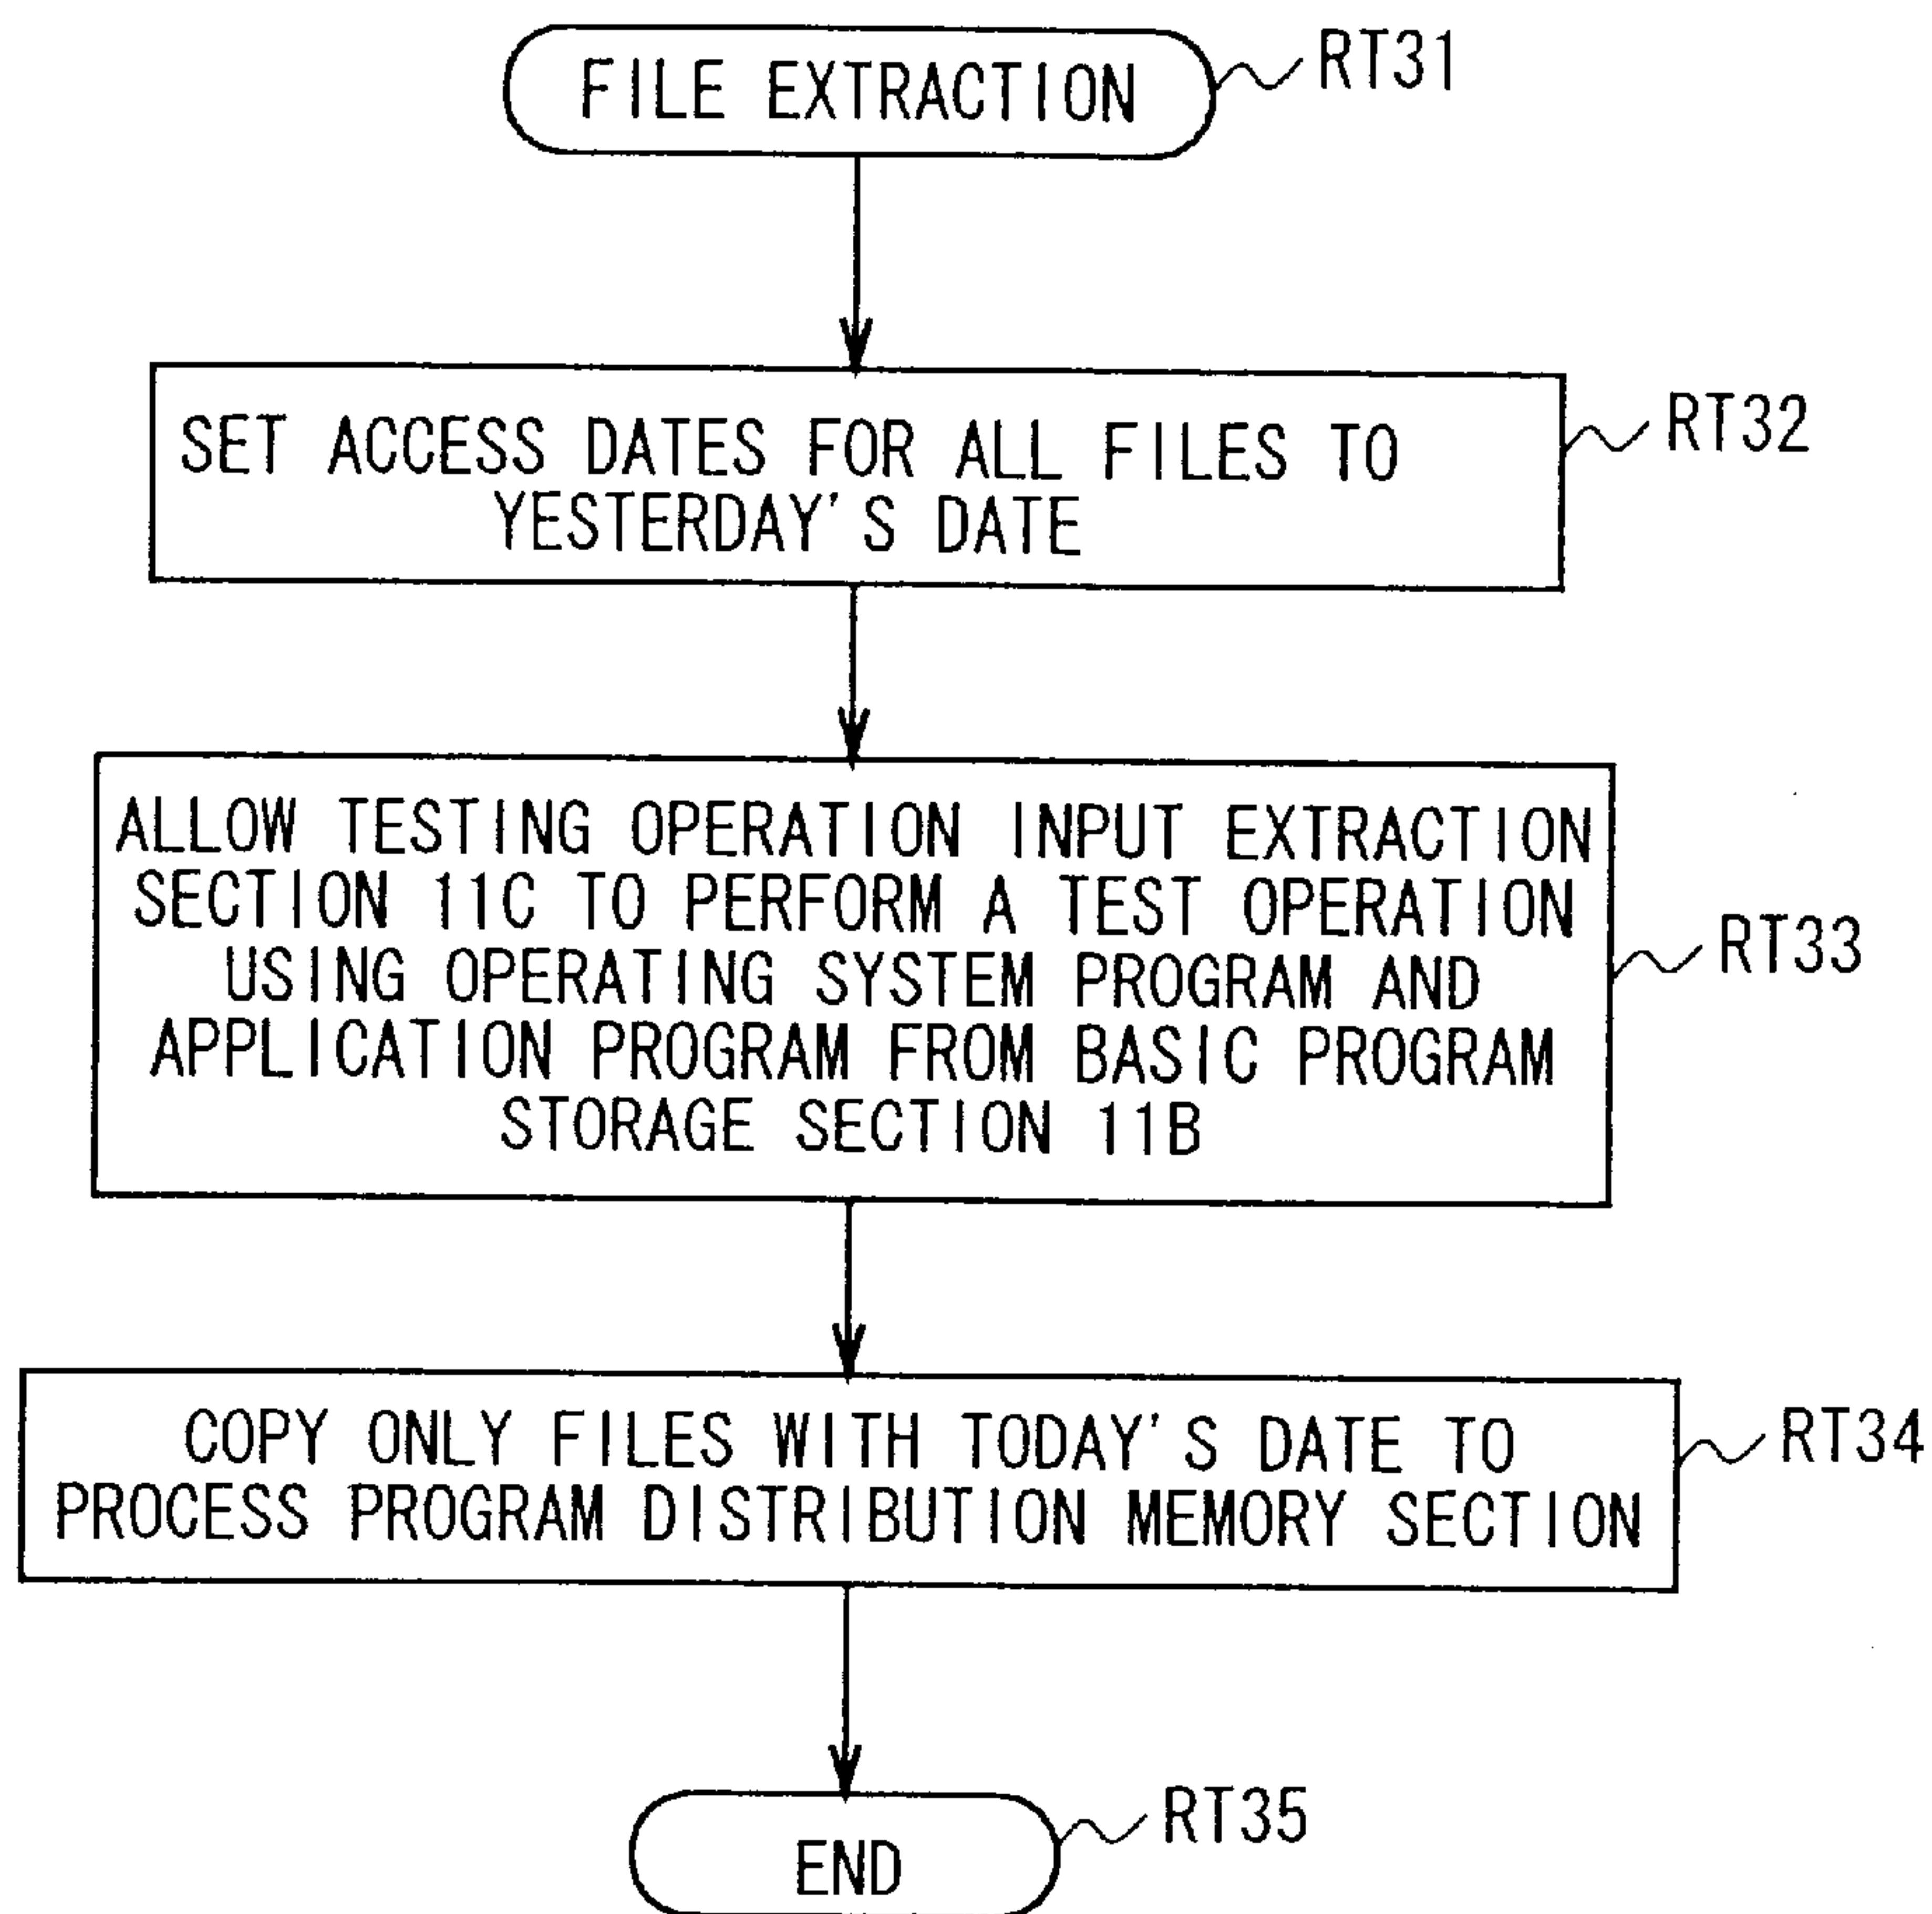 FILE EXTRACTION
RT31
SET ACCESS DATES FOR ALL FILES TO
YESTERDAY'S DATE
RT32
ALLOW TESTING OPERATION INPUT EXTRACTION
SECTION 11C TO PERFORM A TEST OPERATION
USING OPERATING SYSTEM PROGRAM AND
APPLICATION PROGRAM FROM BASIC PROGRAM
STORAGE SECTION 11B
RT33
COPY ONLY FILES WITH TODAY'S DATE TO
PROCESS PROGRAM DISTRIBUTION MEMORY SECTION
RT34
END
RT35